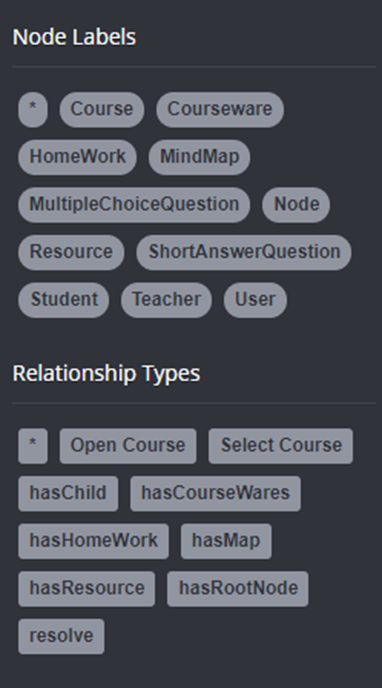 Node Labels
* Course Courseware
HomeWork MindMap
MultipleChoiceQuestion Node
Resource ShortAnswerQuestion
Student Teacher User
Relationship Types
* Open Course Select Course
hasChild hasCourseWares
hasHomeWork hasMap
hasResource hasRootNode
resolve